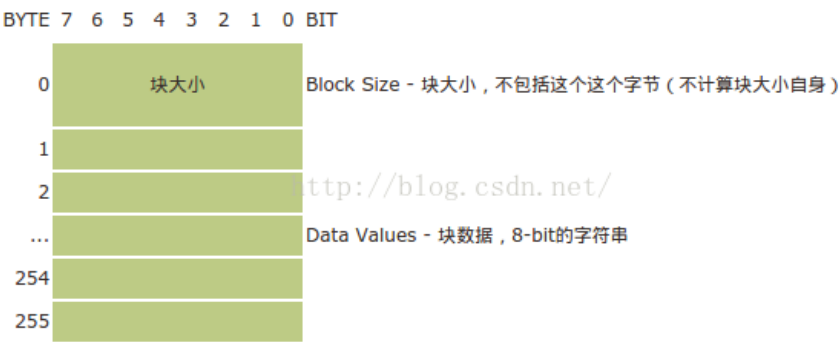 BYTE 7 6 5 4 3 2 1 0 BIT
0 块大小 Block Size - 块大小，不包括这个这个字节（不计算块大小自身）
1
2
http://blog.csdn.net/
... Data Values - 块数据，8-bit的字符串
254
255